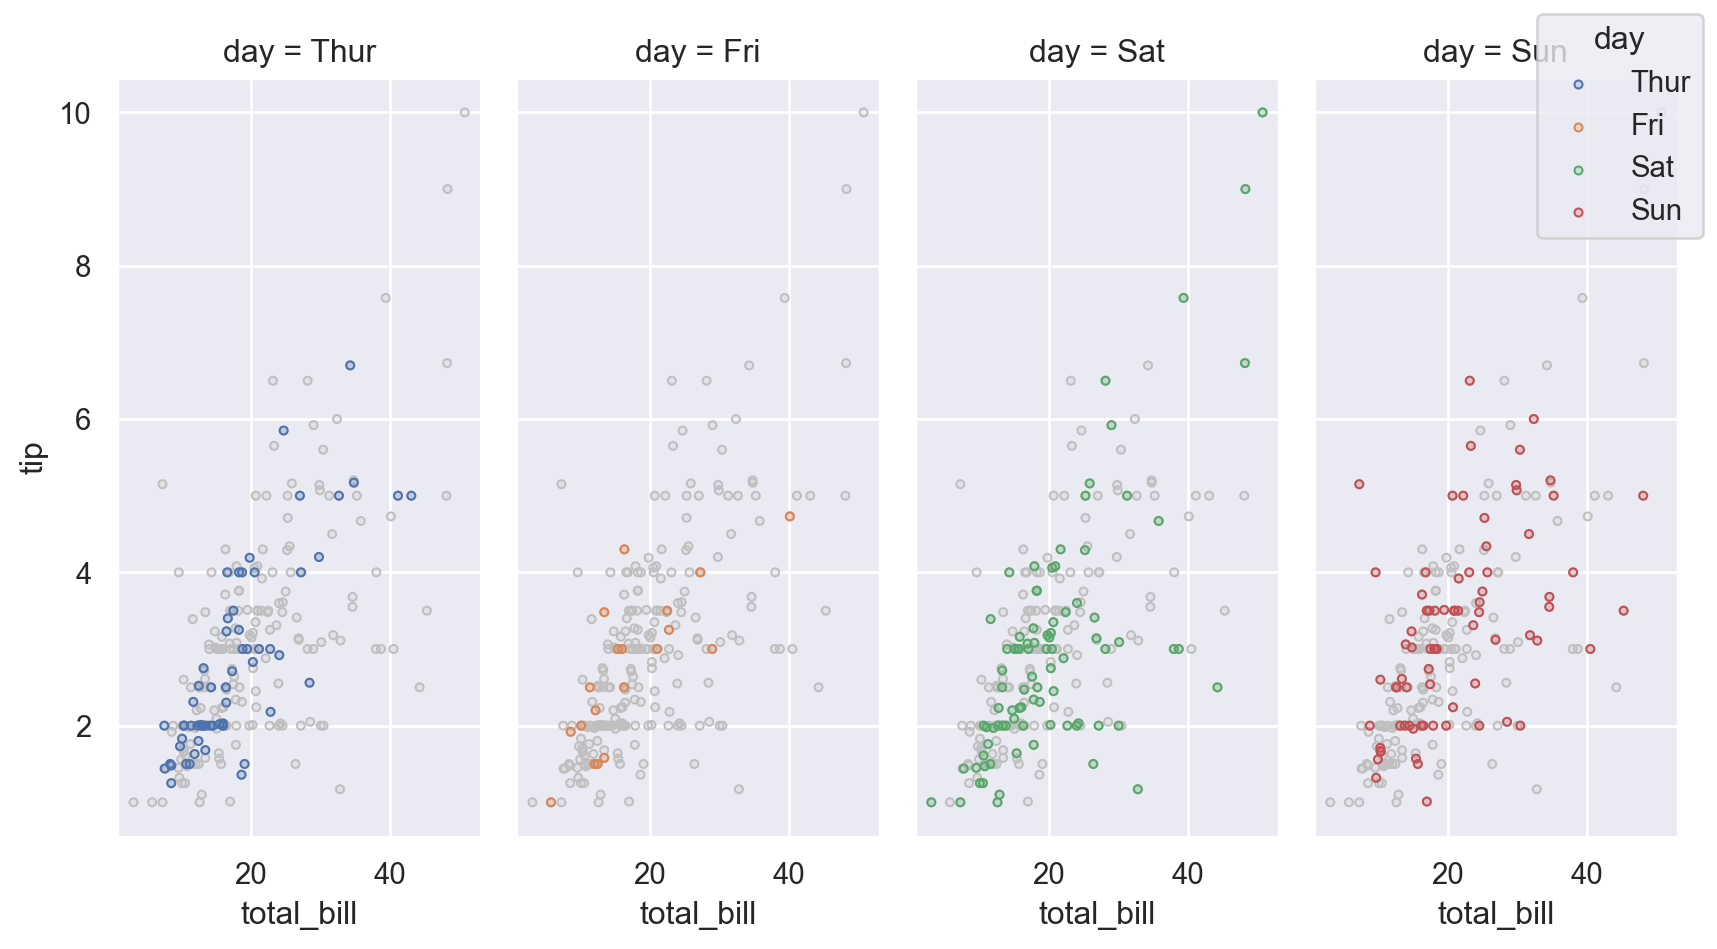 day = Thur
day = Fri
day = Sat
day = Sun
day
Thur
Fri
Sat
Sun
10
8
6
4
2
tip
20 40
20 40
20 40
20 40
total_bill
total_bill
total_bill
total_bill